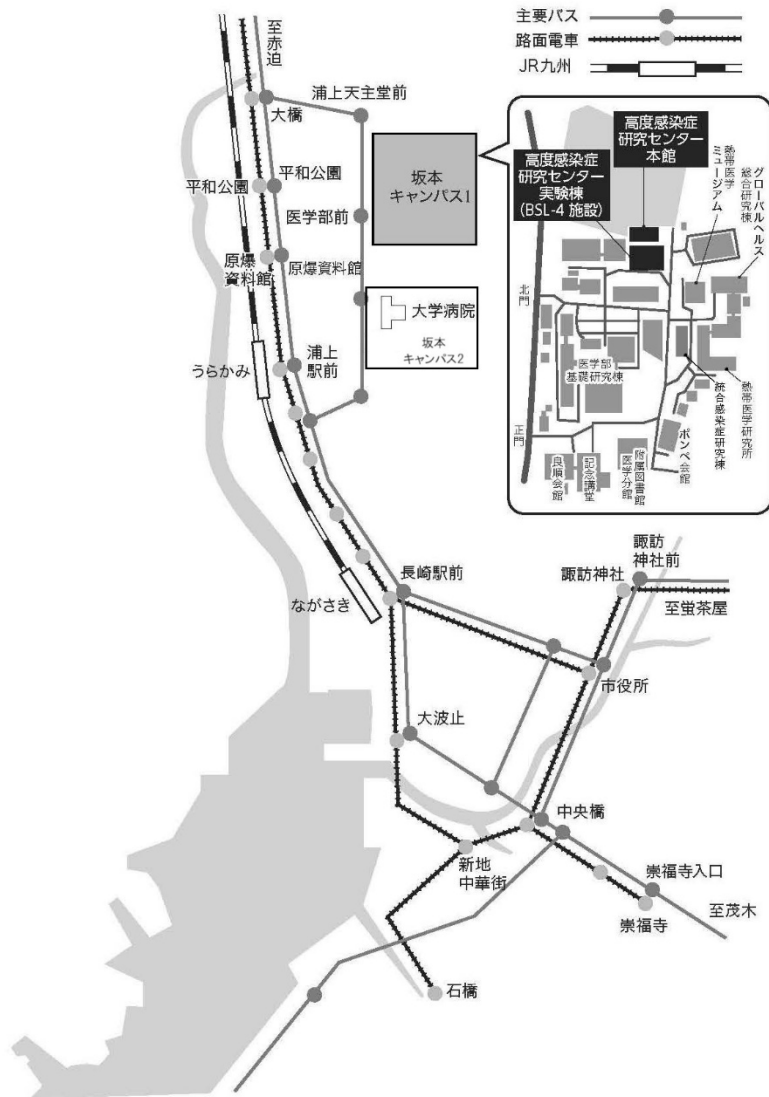 主要バス
路面電車
JR九州
至赤迫
浦上天主堂前
大橋
平和公園
医学部前
坂本
キャンパス1
原爆
資料館
原爆資料館
大学病院
坂本
キャンパス2
浦上
駅前
うらかみ
高度感染症
研究センター
本館
高度感染症
研究センター
実験棟
(BSL-4 施設)
熱帯医学
ミュージアム
グローバルヘルス
総合研究棟
北門
医学部
基礎研究棟
正門
良順会館
記念講堂
附属図書館
医学分館
ポンペ会館
統合感染症研究棟
熱帯医学研究所
長崎駅前
ながさき
諏訪神社
諏訪
神社前
至蛍茶屋
市役所
大波止
中央橋
新地
中華街
崇福寺入口
崇福寺
至茂木
石橋